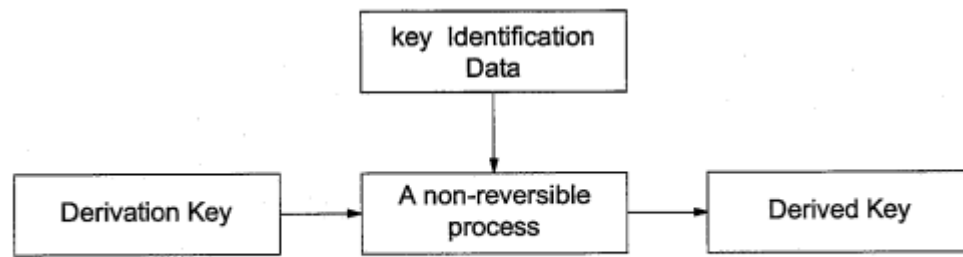 key Identification
Data
Derivation Key
A non-reversible
process
Derived Key